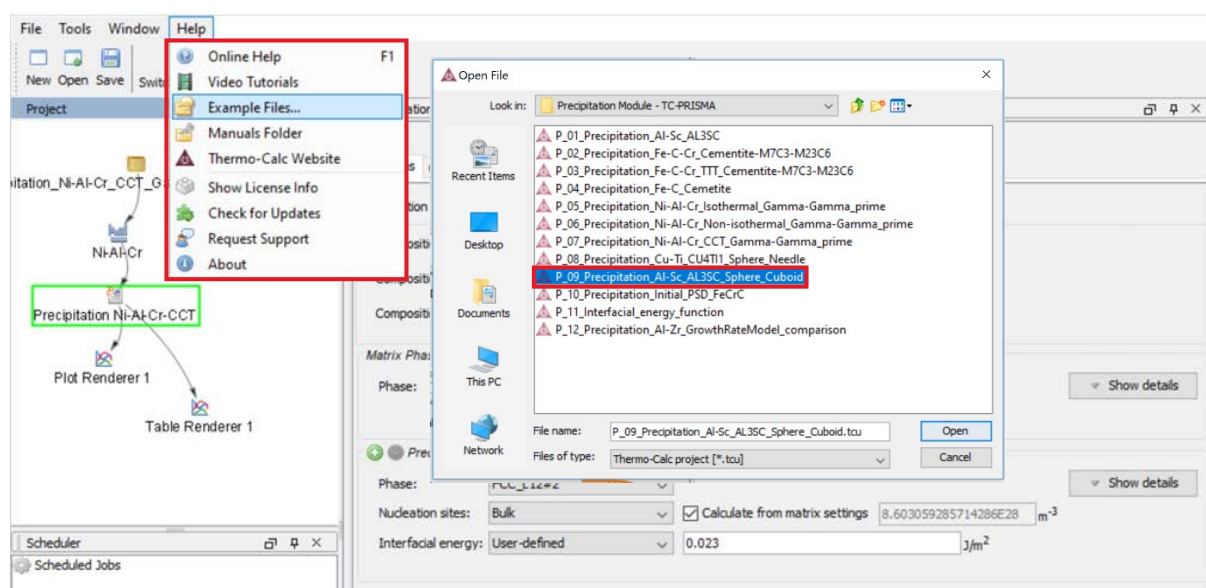 File Tools Window Help
New Open Save
Online Help F1
Video Tutorials
Example Files...
Manuals Folder
Thermo-Calc Website
Show License Info
Check for Updates
Request Support
About
Project
Ni-Al-Cr
Precipitation Ni-Al-Cr-CCT
Plot Renderer 1
Table Renderer 1
Scheduler
Scheduled Jobs
Open File
Look in: Precipitation Module - TC-PRISMA
Recent Items
Desktop
Documents
This PC
Network
P_01_Precipitation_Al-Sc_AL3SC
P_02_Precipitation_Fe-C-Cr_Cementite-M7C3-M23C6
P_03_Precipitation_Fe-C-Cr_TTT_Cementite-M7C3-M23C6
P_04_Precipitation_Fe-C_Cemetite
P_05_Precipitation_Ni-Al-Cr_Isothermal_Gamma-Gamma_prime
P_06_Precipitation_Ni-Al-Cr_Non-isothermal_Gamma-Gamma_prime
P_07_Precipitation_Ni-Al-Cr_CCT_Gamma-Gamma_prime
P_08_Precipitation_Cu-Ti_CU4TI1_Sphere_Needle
P_09_Precipitation_Al-Sc_AL3SC_Sphere_Cuboid
P_10_Precipitation_Initial_PSD_FeCrC
P_11_Interfacial_energy_function
P_12_Precipitation_Al-Zr_GrowthRateModel_comparison
File name: P_09_Precipitation_Al-Sc_AL3SC_Sphere_Cuboid.tcu Open
Files of type: Thermo-Calc project [*.tcu] Cancel
Matrix
Phase: Show details
Phase: FCC_L12#2 Show details
Nucleation sites: Bulk Calculate from matrix settings 8.603059285714286E28 m-3
Interfacial energy: User-defined 0.023 J/m2